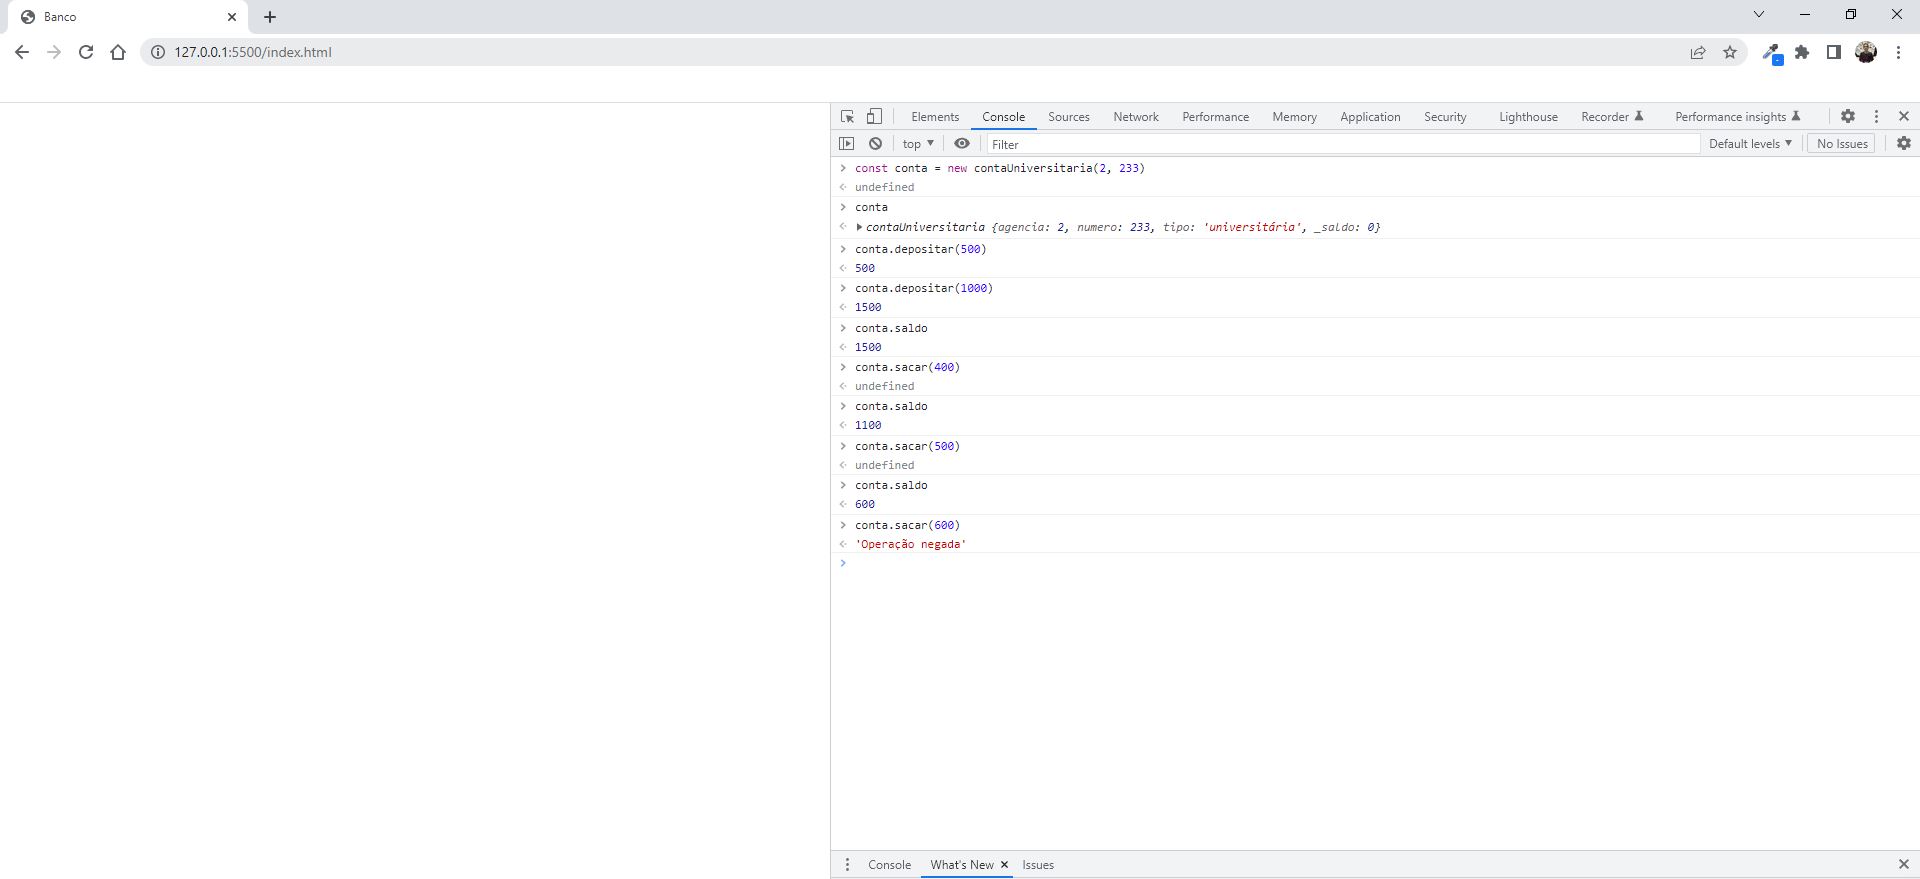 Banco
127.0.0.1:5500/index.html
Elements Console Sources Network Performance Memory Application Security Lighthouse Recorder Performance insights
top Filter Default levels No Issues
const conta = new contaUniversitaria(2, 233)
undefined
conta
contaUniversitaria {agencia: 2, numero: 233, tipo: 'universitária', _saldo: 0}
conta.depositar(500)
500
conta.depositar(1000)
1500
conta.saldo
1500
conta.sacar(400)
undefined
conta.saldo
1100
conta.sacar(500)
undefined
conta.saldo
600
conta.sacar(600)
'Operação negada'
Console What's New Issues